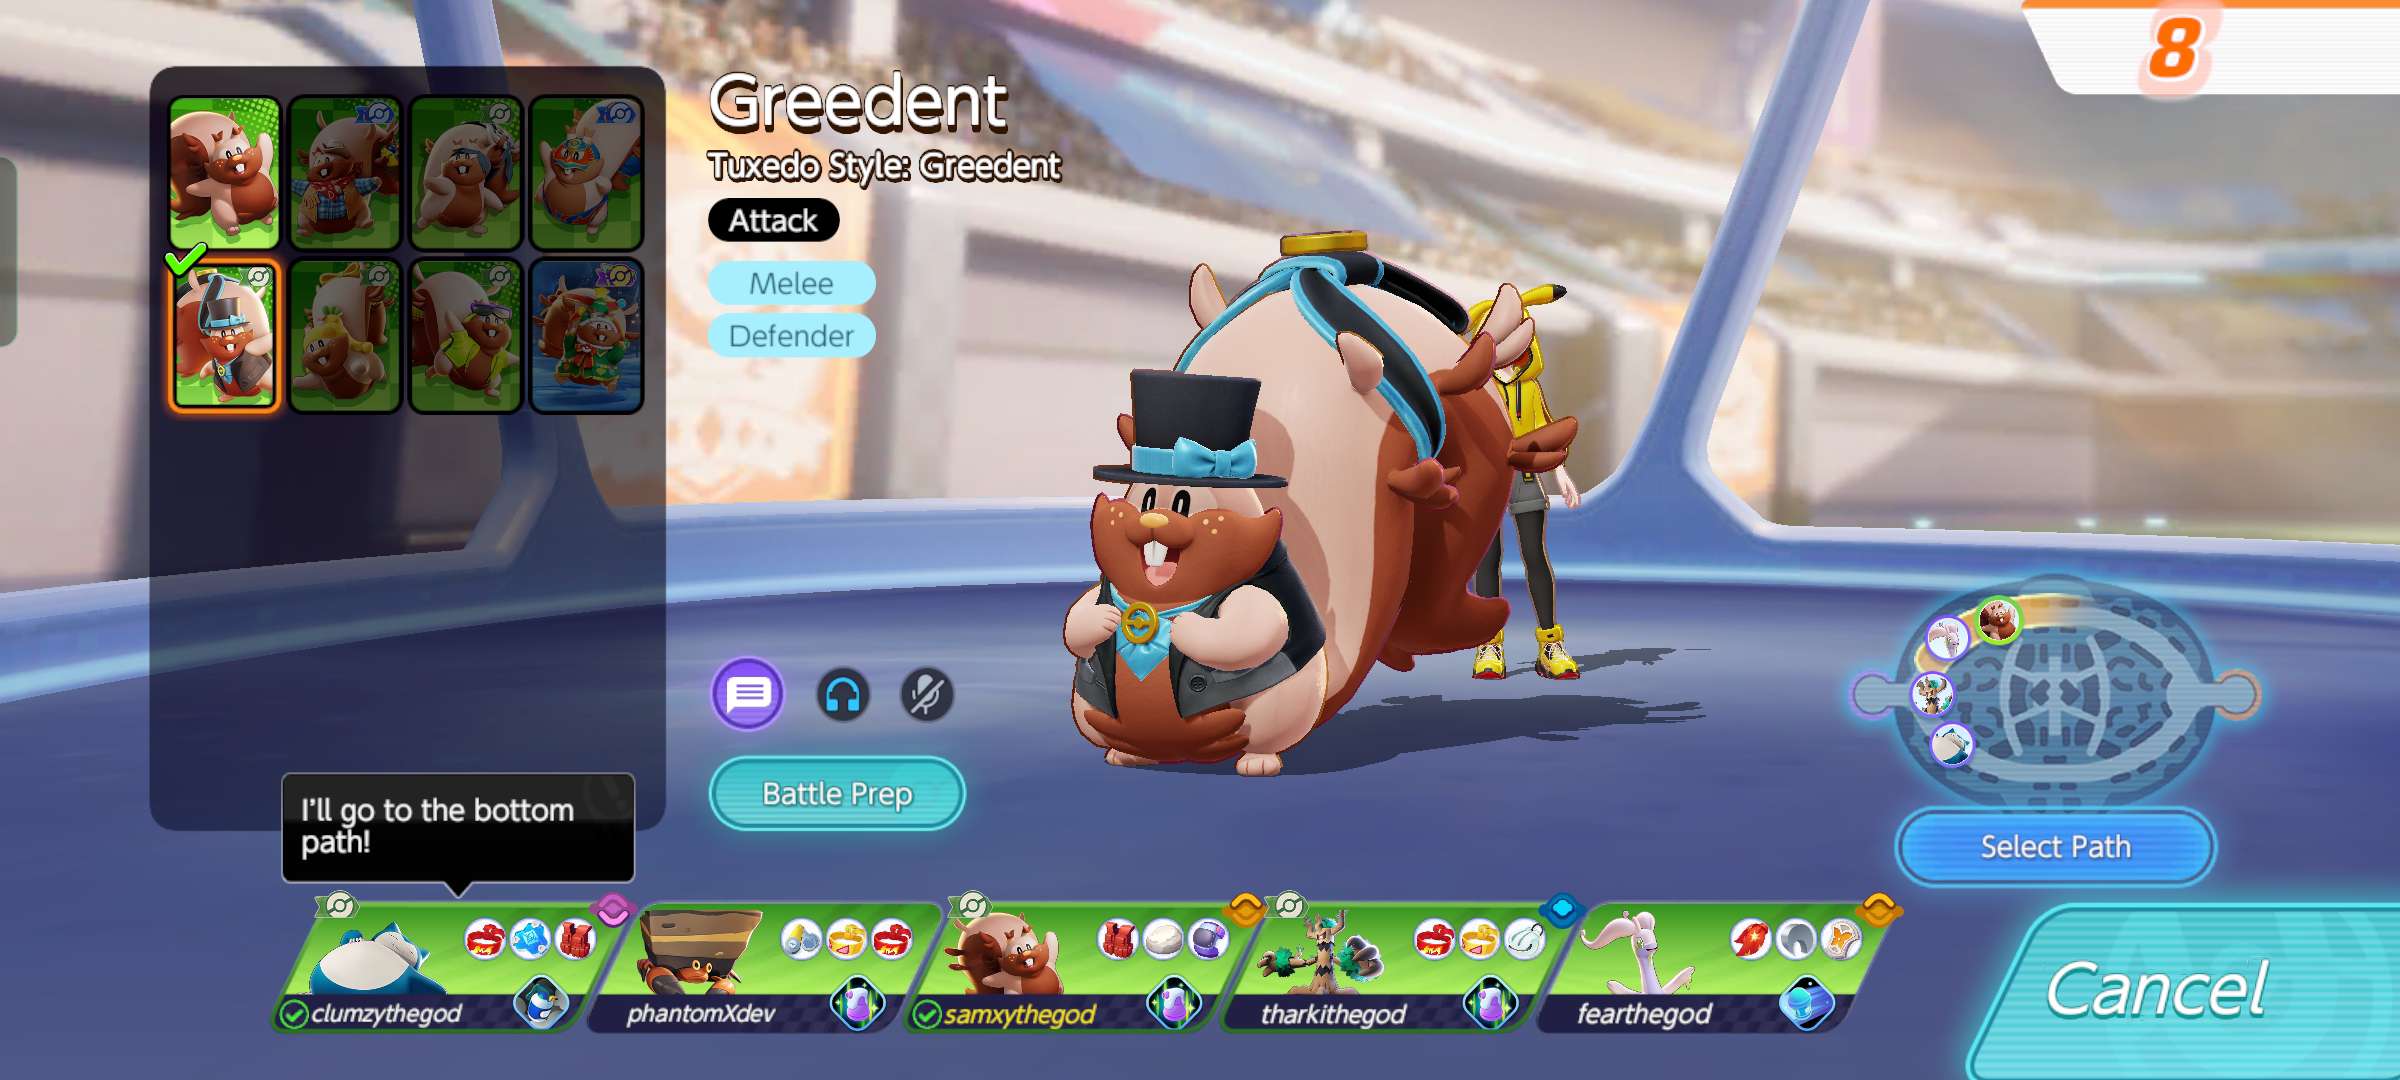 8
Greedent
Tuxedo Style: Greedent
Attack
Melee
Defender
Battle Prep
I'll go to the bottom
path!
Select Path
clumzythegod
phantomXdev
samxythegod
tharkithegod
fearthegod
Cancel